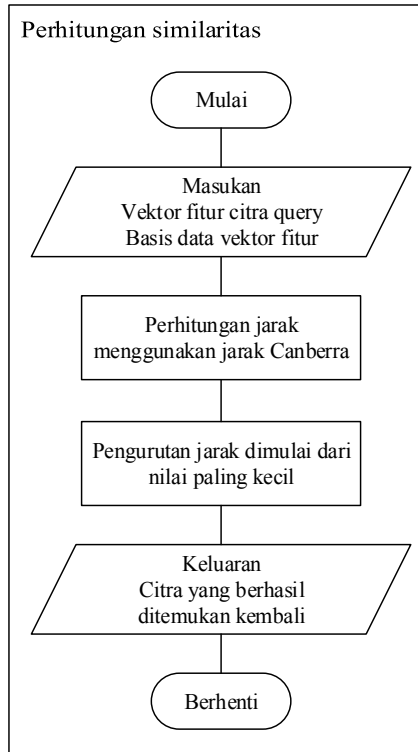 Perhitungan similaritas
Mulai
Masukan
Vektor fitur citra query
Basis data vektor fitur
Perhitungan jarak
menggunakan jarak Canberra
Pengurutan jarak dimulai dari
nilai paling kecil
Keluaran
Citra yang berhasil
ditemukan kembali
Berhenti